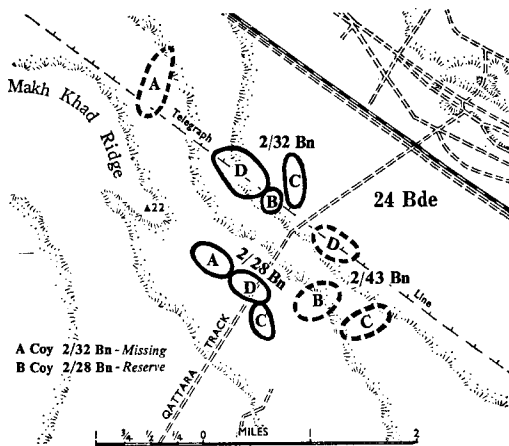 Makh Khad Ridge
A
Telegraph
2/32 Bn
D
C
B
24 Bde
▲22
A
2/28 Bn
D
D
2/43 Bn
B
C
C
Line
A Coy 2/32 Bn - Missing
B Coy 2/28 Bn - Reserve
QATTARA TRACK
1 ¾ ½ ¼ 0 1 2
MILES